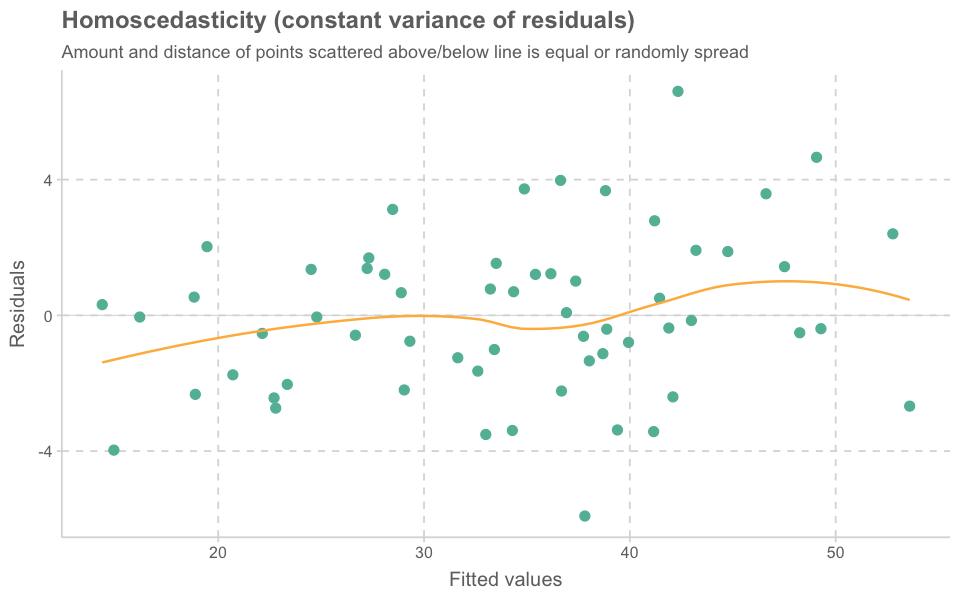 Homoscedasticity (constant variance of residuals)
Amount and distance of points scattered above/below line is equal or randomly spread
4
0
-4
Residuals
20 30 40 50
Fitted values